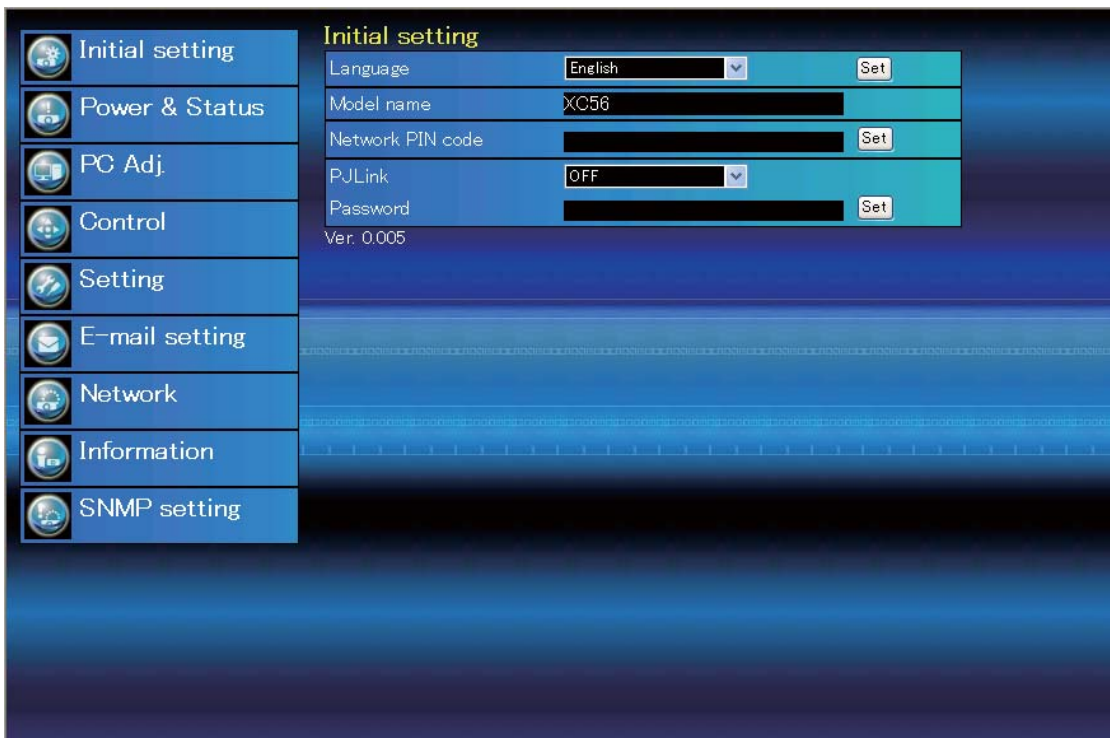 Initial setting
Power & Status
PC Adj.
Control
Setting
E-mail setting
Network
Information
SNMP setting
Initial setting
Language English Set
Model name XC56
Network PIN code Set
PJLink OFF
Password Set
Ver. 0.005